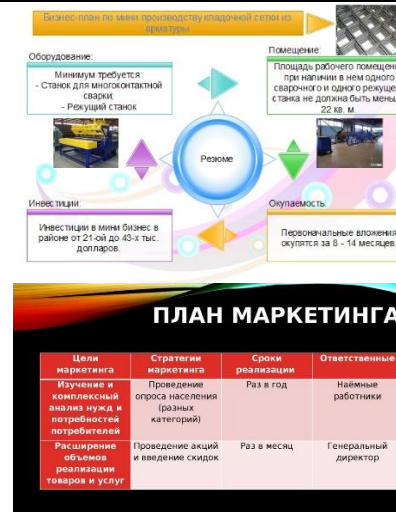 Бизнес-план по мини производству кладочной сетки из
арматуры
Оборудование:
Минимум требуется:
- Станок для многоконтактной
сварки;
- Режущий станок
Помещение:
Площадь рабочего помещени
при наличии в нем одного
сварочного и одного режуще
станка не должна быть меньш
22 кв. м.
Резюме
Инвестиции:
Инвестиции в мини бизнес в
районе от 21-ой до 43-х тыс.
долларов.
Окупаемость
Первоначальные вложения
окупятся за 8 - 14 месяцев.
ПЛАН МАРКЕТИНГА
Цели
маркетинга
Стратегии
маркетинга
Сроки
реализации
Ответственные
Изучение и
комплексный
анализ нужд и
потребностей
потребителей
Проведение
опроса населения
(разных
категорий)
Раз в год
Наёмные
работники
Расширение
объемов
реализации
товаров и услуг
Проведение акций
и введение скидок
Раз в месяц
Генеральный
директор